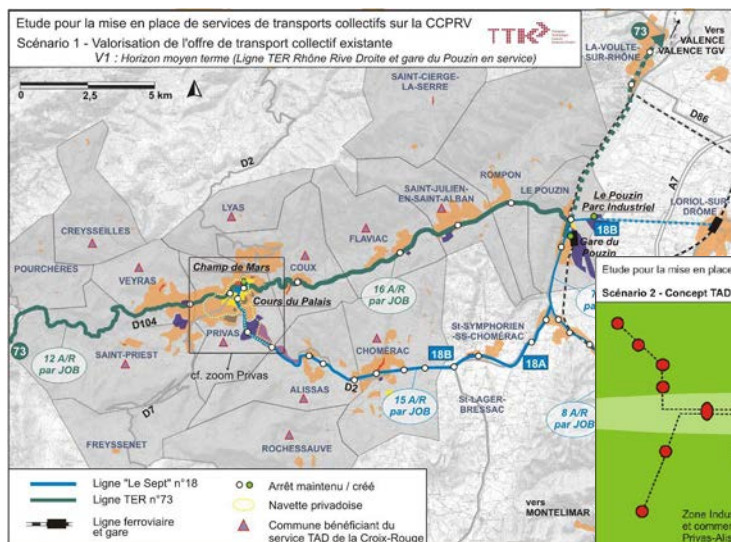 Etude pour la mise en place de services de transports collectifs sur la CCPRV
Scénario 1 - Valorisation de l'offre de transport collectif existante
V1 : Horizon moyen terme (Ligne TER Rhône Rive Droite et gare du Pouzin en service)
TTK
0 2,5 5 km
73
Vers
VALENCE
VALENCE TGV
LA-VOULTE-
SUR-RHÔNE
SAINT-CIERGE-
LA-SERRE
D86
A7
D2
ROMPON
LE POUZIN
SAINT-JULIEN-
EN-SAINT-ALBAN
Le Pouzin
Parc Industriel
LORIOL-SUR-
DRÔME
18B
Gare du
Pouzin
LYAS
CREYSSEILLES
FLAVIAC
POURCHÈRES
Champ de Mars
COUX
VEYRAS
16 A/R
par JOB
Cours du Palais
D104
PRIVAS
73
12 A/R
par JOB
SAINT-PRIEST
cf. zoom Privas
CHOMÉRAC
St-SYMPHORIEN
-SS-CHOMÉRAC
18B
18A
D2
ALISSAS
15 A/R
par JOB
St-LAGER-
BRESSAC
8 A/R
par JOB
D7
FREYSSENET
ROCHESSAUVE
vers
MONTELIMAR
Ligne "Le Sept" n°18
Ligne TER n°73
Ligne ferroviaire
et gare
Arrêt maintenu / créé
Navette privadoise
Commune bénéficiant du
service TAD de la Croix-Rouge
Etude pour la mise en place
Scénario 2 - Concept TAD
Zone Indus
et commer
Privas-Alis